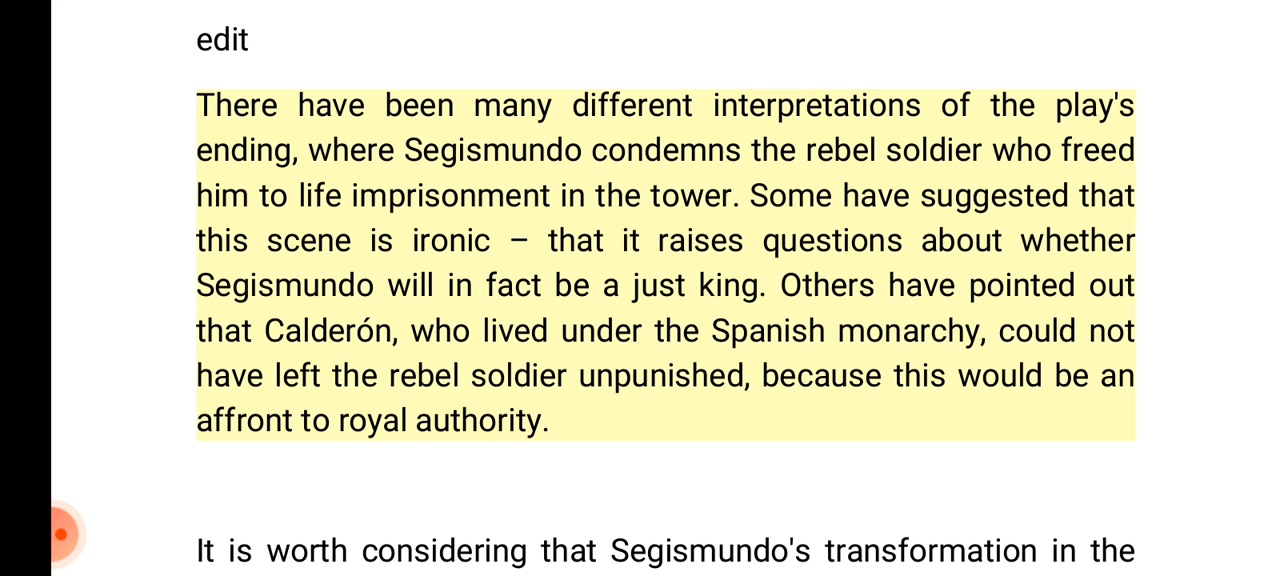 edit
There have been many different interpretations of the play's
ending, where Segismundo condemns the rebel soldier who freed
him to life imprisonment in the tower. Some have suggested that
this scene is ironic – that it raises questions about whether
Segismundo will in fact be a just king. Others have pointed out
that Calderón, who lived under the Spanish monarchy, could not
have left the rebel soldier unpunished, because this would be an
affront to royal authority.
It is worth considering that Segismundo's transformation in the